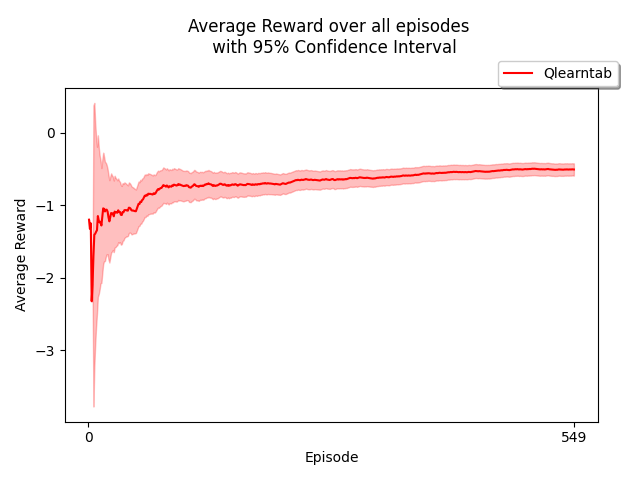 Average Reward over all episodes
with 95% Confidence Interval
Qlearntab
0
−1
−2
−3
Average Reward
0
549
Episode